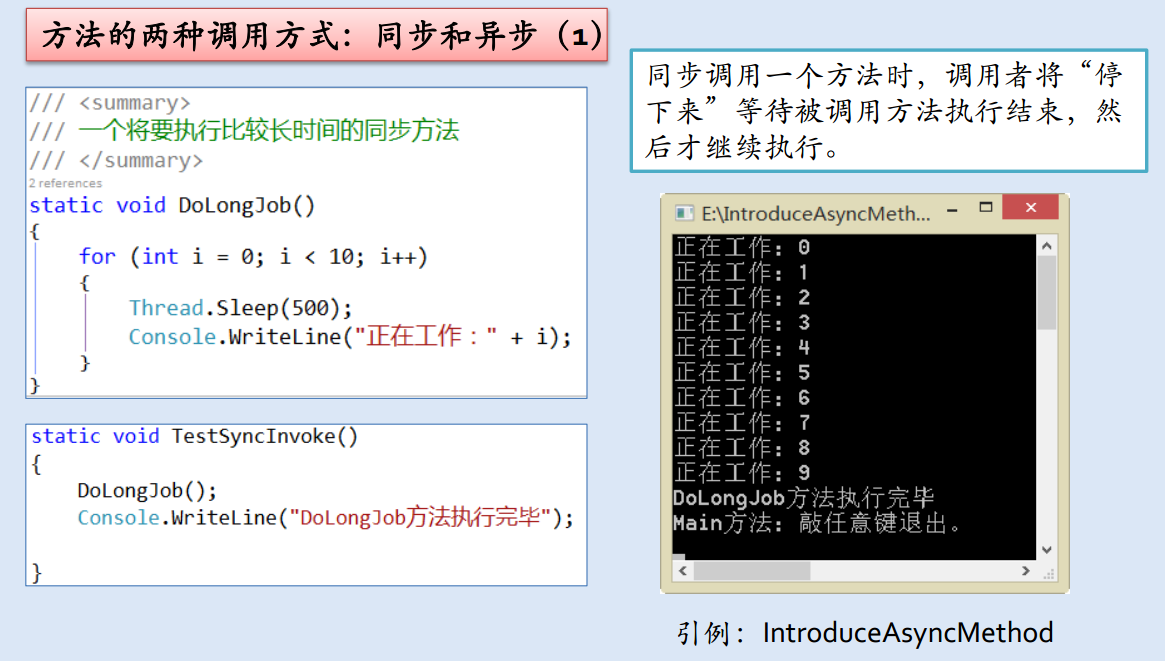 方法的两种调用方式：同步和异步（1）
/// <summary>
/// 一个将要执行比较长时间的同步方法
/// </summary>
2 references
static void DoLongJob()
{
for (int i = 0; i < 10; i++)
{
Thread.Sleep(500);
Console.WriteLine("正在工作：" + i);
}
}
static void TestSyncInvoke()
{
DoLongJob();
Console.WriteLine("DoLongJob方法执行完毕");
}
同步调用一个方法时，调用者将“停
下来”等待被调用方法执行结束，然
后才继续执行。
E:\IntroduceAsyncMeth...
正在工作：0
正在工作：1
正在工作：2
正在工作：3
正在工作：4
正在工作：5
正在工作：6
正在工作：7
正在工作：8
正在工作：9
DoLongJob方法执行完毕
Main方法：敲任意键退出。
引例：IntroduceAsyncMethod